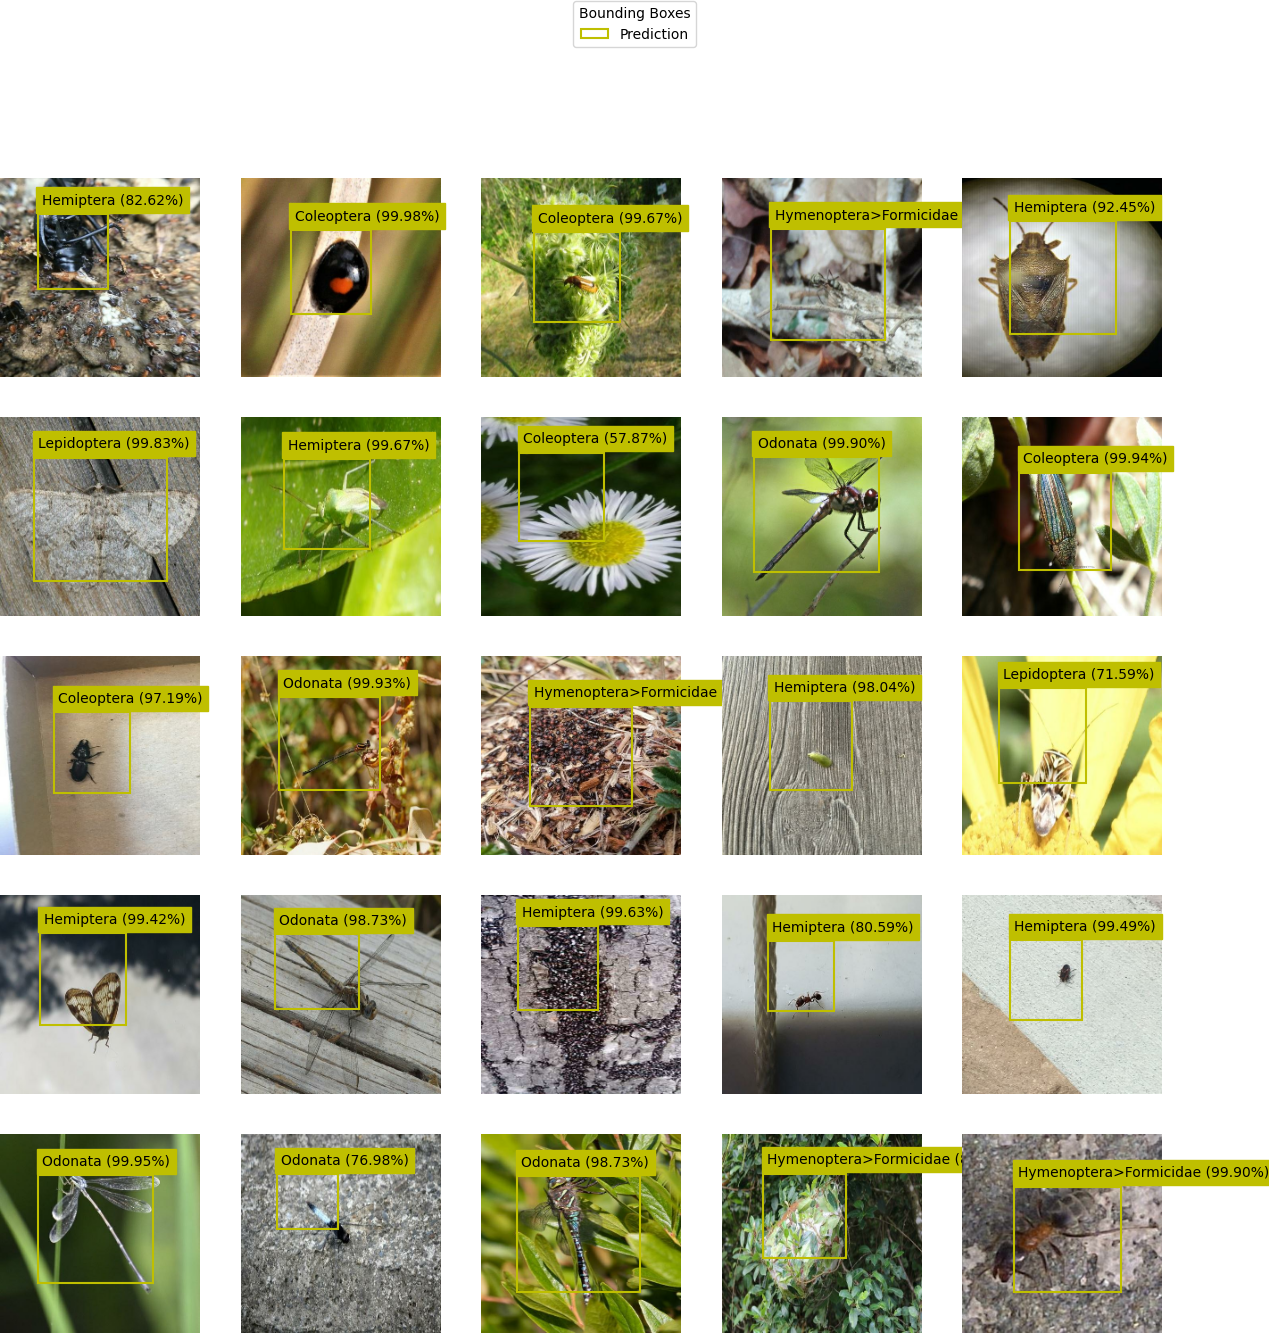 Bounding Boxes
Prediction
Hemiptera (82.62%)
Coleoptera (99.98%)
Coleoptera (99.67%)
Hymenoptera>Formicidae
Hemiptera (92.45%)
Lepidoptera (99.83%)
Hemiptera (99.67%)
Coleoptera (57.87%)
Odonata (99.90%)
Coleoptera (99.94%)
Coleoptera (97.19%)
Odonata (99.93%)
Hymenoptera>Formicidae
Hemiptera (98.04%)
Lepidoptera (71.59%)
Hemiptera (99.42%)
Odonata (98.73%)
Hemiptera (99.63%)
Hemiptera (80.59%)
Hemiptera (99.49%)
Odonata (99.95%)
Odonata (76.98%)
Odonata (98.73%)
Hymenoptera>Formicidae
Hymenoptera>Formicidae (99.90%)